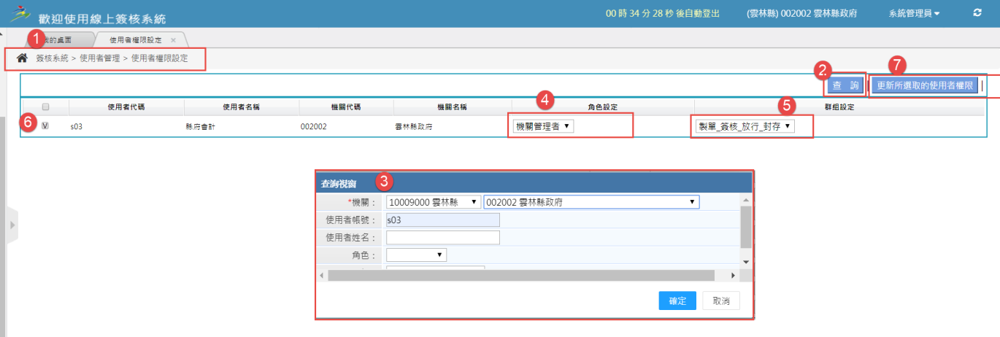 歡迎使用線上簽核系統
00 時 34 分 28 秒 後自動登出
(雲林縣) 002002 雲林縣政府
系統管理員
1
我的桌面
使用者權限設定 ×
簽核系統 > 使用者管理 > 使用者權限設定
2
7
查 詢 | 更新所選取的使用者權限 |
4
5
使用者代碼 使用者名稱 機關代碼 機關名稱 角色設定 群組設定
6
V s03 縣府會計 002002 雲林縣政府 機關管理者 製單_簽核_放行_封存
查詢視窗 3
*機關： 10009000 雲林縣 002002 雲林縣政府
使用者帳號： s03
使用者姓名：
角色：
確定 取消